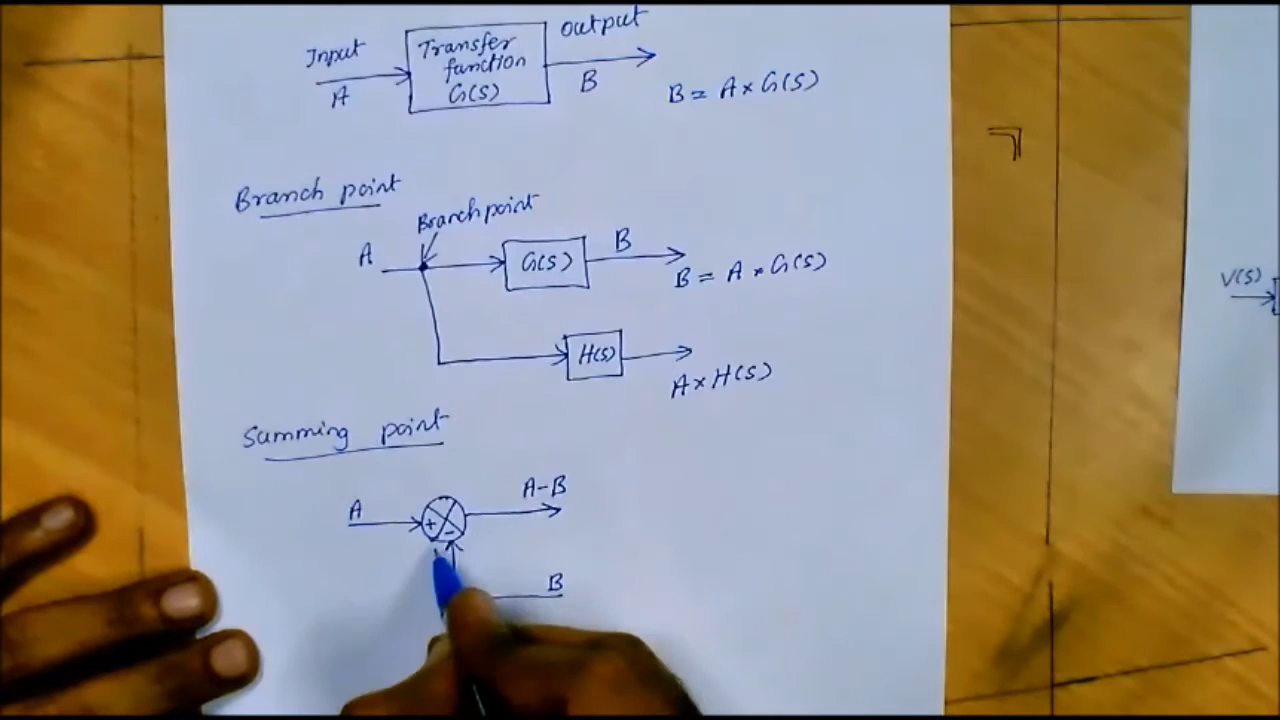 Input
A
Transfer
function
G(s)
output
B
B = A × G(s)
Branch point
Branch point
A
G(s)
B
B = A × G(s)
H(s)
A × H(s)
V(s)
Summing point
A
+
-
A-B
B